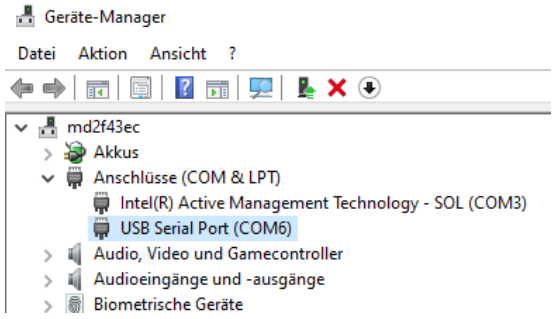 Geräte-Manager
Datei Aktion Ansicht ?
md2f43ec
Akkus
Anschlüsse (COM & LPT)
Intel(R) Active Management Technology - SOL (COM3)
USB Serial Port (COM6)
Audio, Video und Gamecontroller
Audioeingänge und -ausgänge
Biometrische Geräte